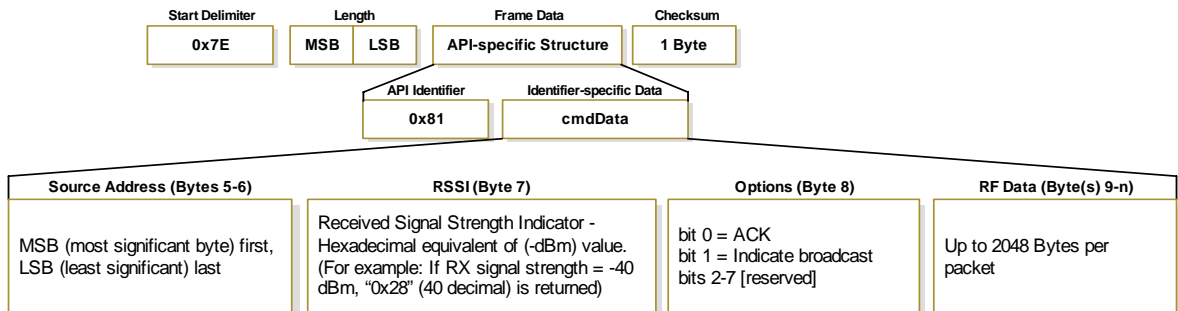 Start Delimiter
Length
Frame Data
Checksum
0x7E
MSB
LSB
API-specific Structure
1 Byte
API Identifier
Identifier-specific Data
0x81
cmdData
Source Address (Bytes 5-6)
MSB (most significant byte) first,
LSB (least significant) last
RSSI (Byte 7)
Received Signal Strength Indicator -
Hexadecimal equivalent of (-dBm) value.
(For example: If RX signal strength = -40
dBm, “0x28” (40 decimal) is returned)
Options (Byte 8)
bit 0 = ACK
bit 1 = Indicate broadcast
bits 2-7 [reserved]
RF Data (Byte(s) 9-n)
Up to 2048 Bytes per
packet